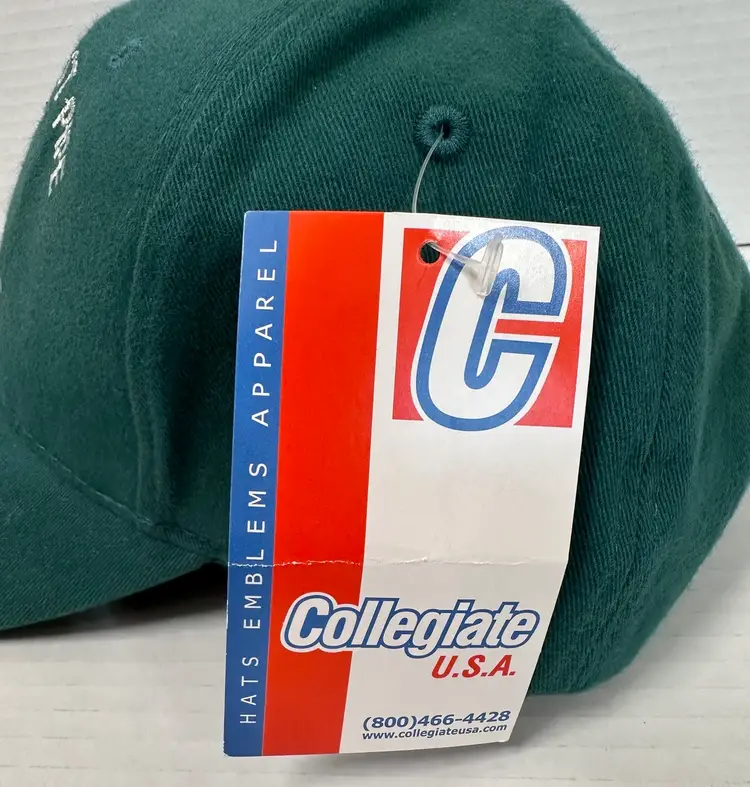 HATS EMBLEMS APPAREL
C
Collegiate
U.S.A.
(800)466-4428
www.collegiateusa.com